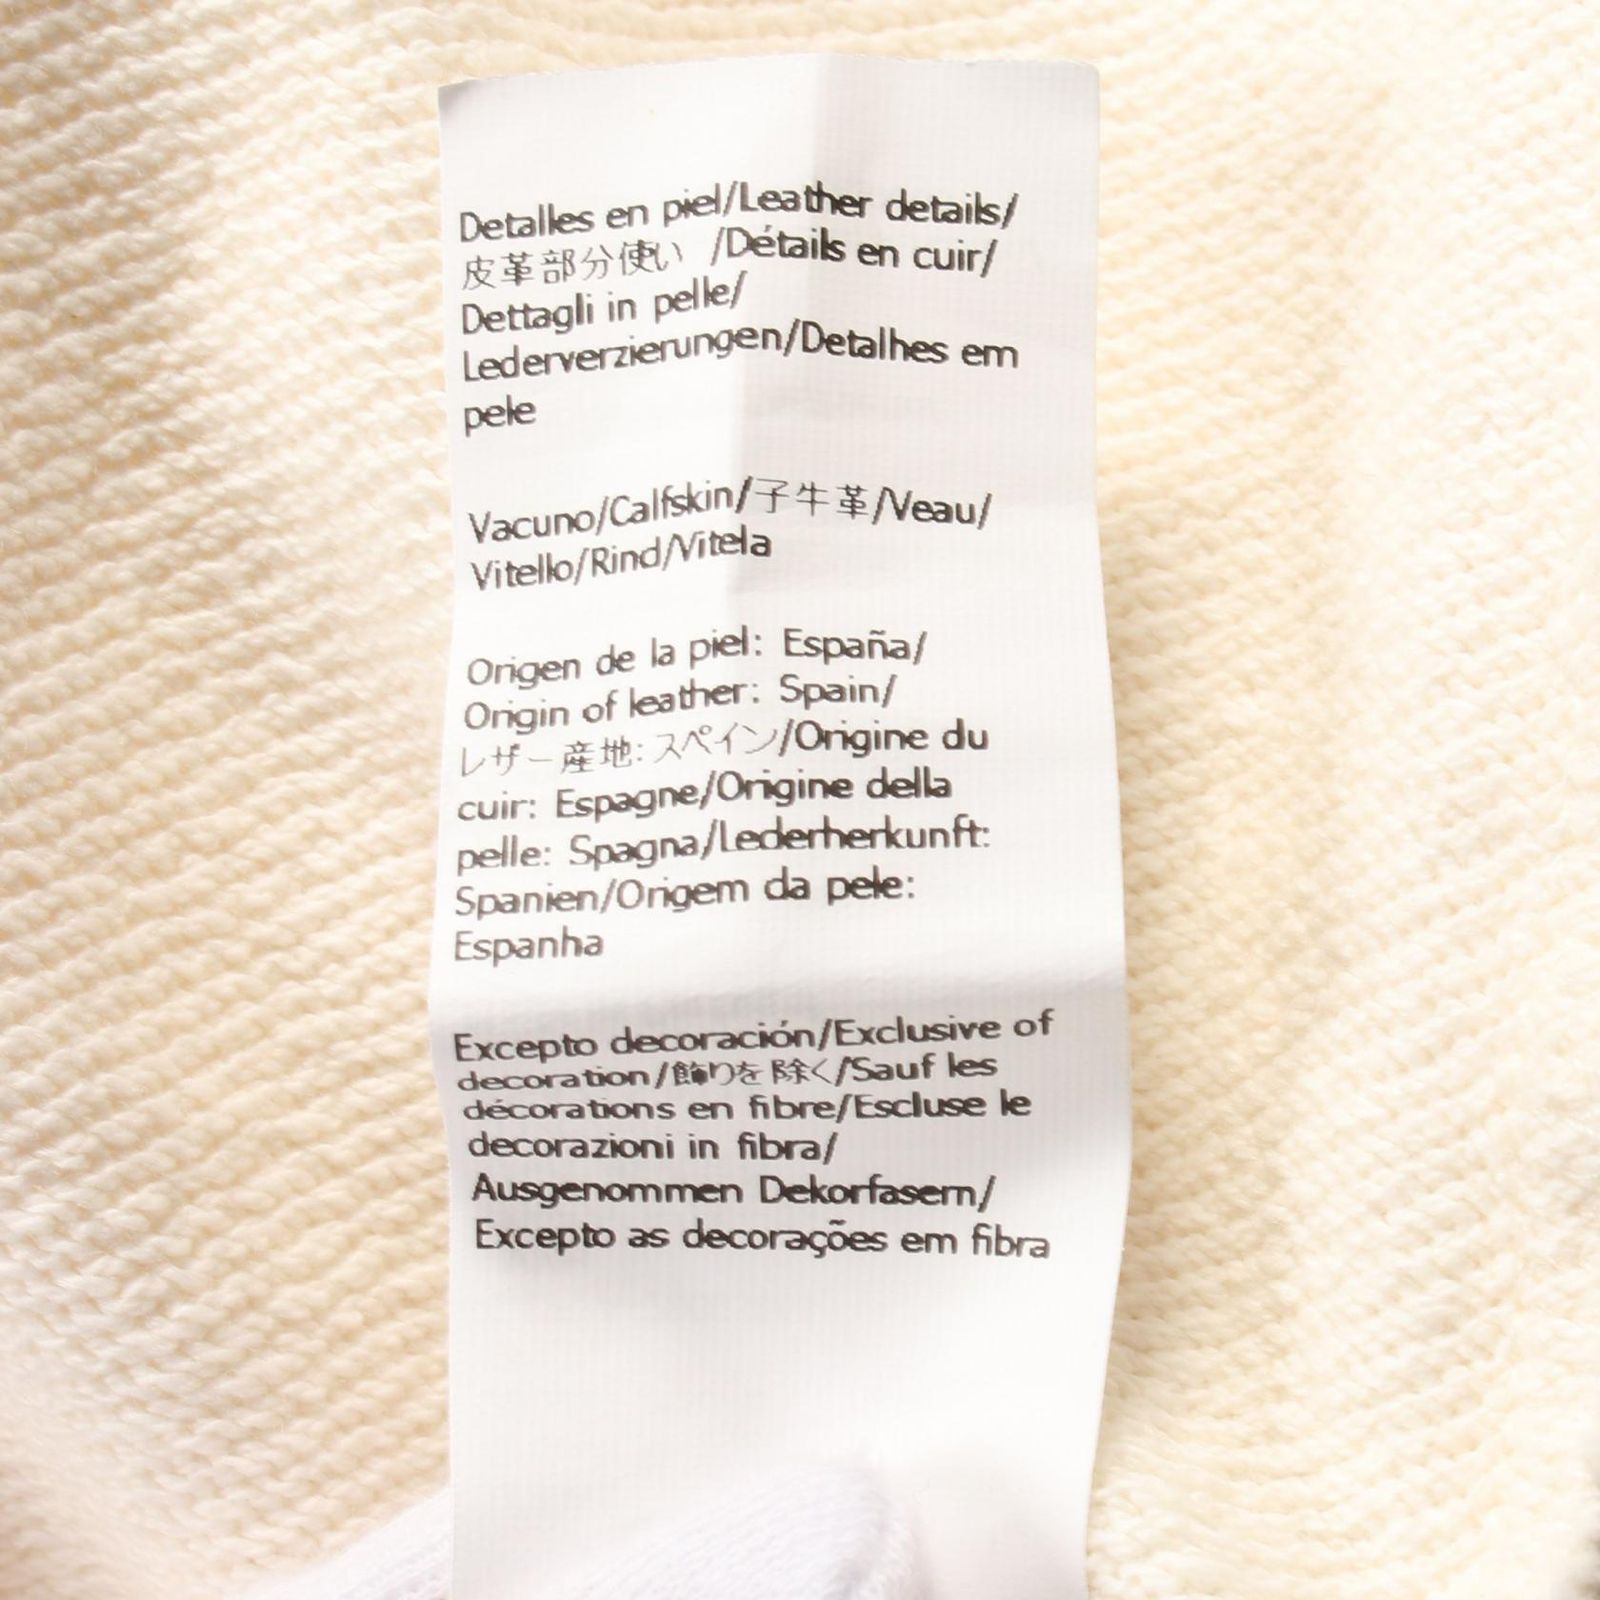 Detalles en piel/Leather details/
皮革部分使い /Détails en cuir/
Dettagli in pelle/
Lederverzierungen/Detalhes em
pele
Vacuno/Calfskin/子牛革/Veau/
Vitello/Rind/Vitela
Origen de la piel: España/
Origin of leather: Spain/
レザー産地: スペイン/Origine du
cuir: Espagne/Origine della
pelle: Spagna/Lederherkunft:
Spanien/Origem da pele:
Espanha
Excepto decoración/Exclusive of
decoration/飾りを除く/Sauf les
décorations en fibre/Escluse le
decorazioni in fibra/
Ausgenommen Dekorfasern/
Excepto as decorações em fibra